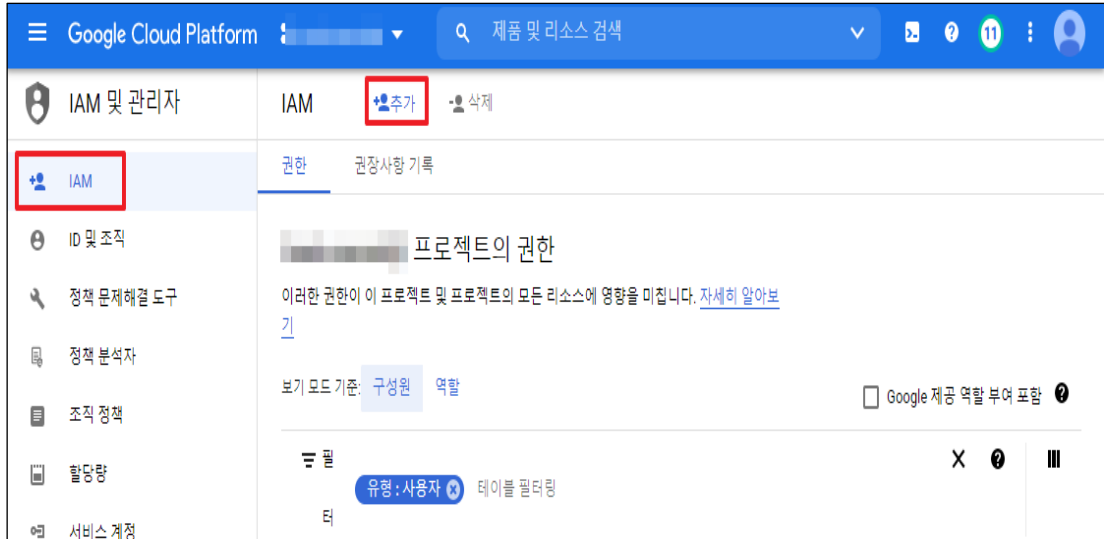 Google Cloud Platform
제품 및 리소스 검색
11
IAM 및 관리자
IAM
추가
삭제
IAM
ID 및 조직
정책 문제해결 도구
정책 분석자
조직 정책
할당량
서비스 계정
권한
권장사항 기록
프로젝트의 권한
이러한 권한이 이 프로젝트 및 프로젝트의 모든 리소스에 영향을 미칩니다. 자세히 알아보
기
보기 모드 기준: 구성원 역할
Google 제공 역할 부여 포함
필
터
유형 : 사용자
테이블 필터링